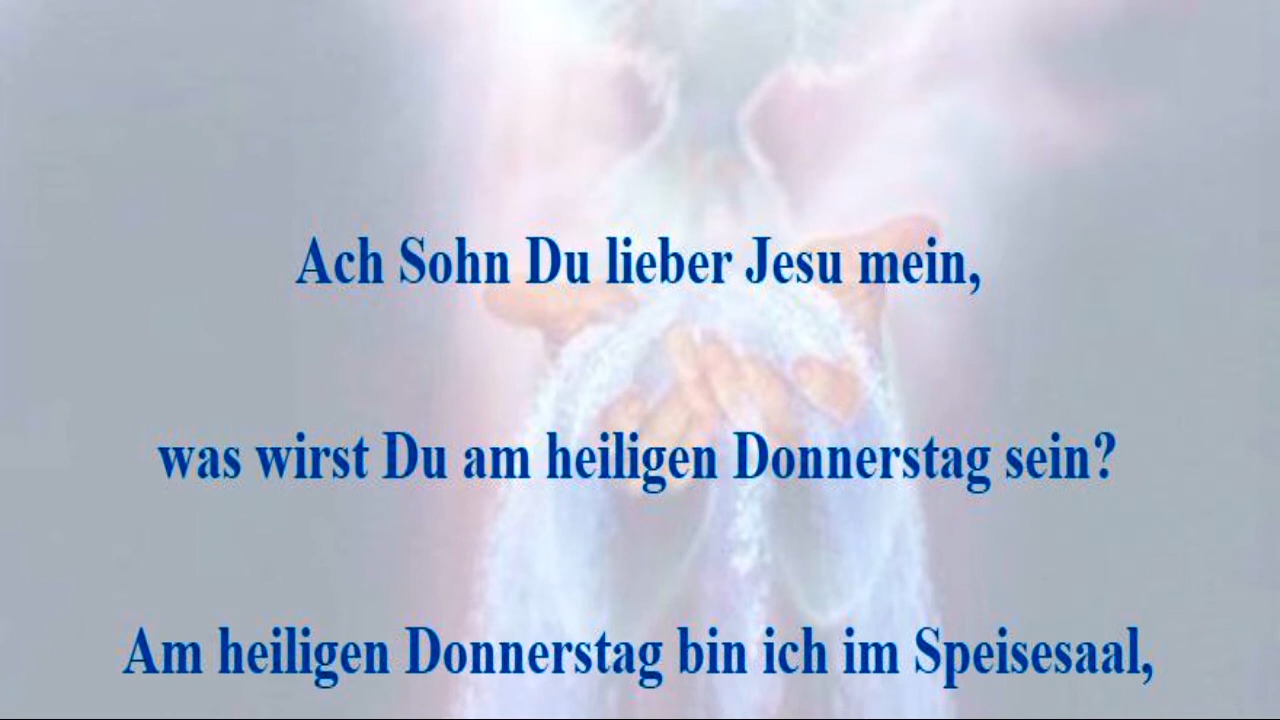 Ach Sohn Du lieber Jesu mein,
was wirst Du am heiligen Donnerstag sein?
Am heiligen Donnerstag bin ich im Speisesaal,